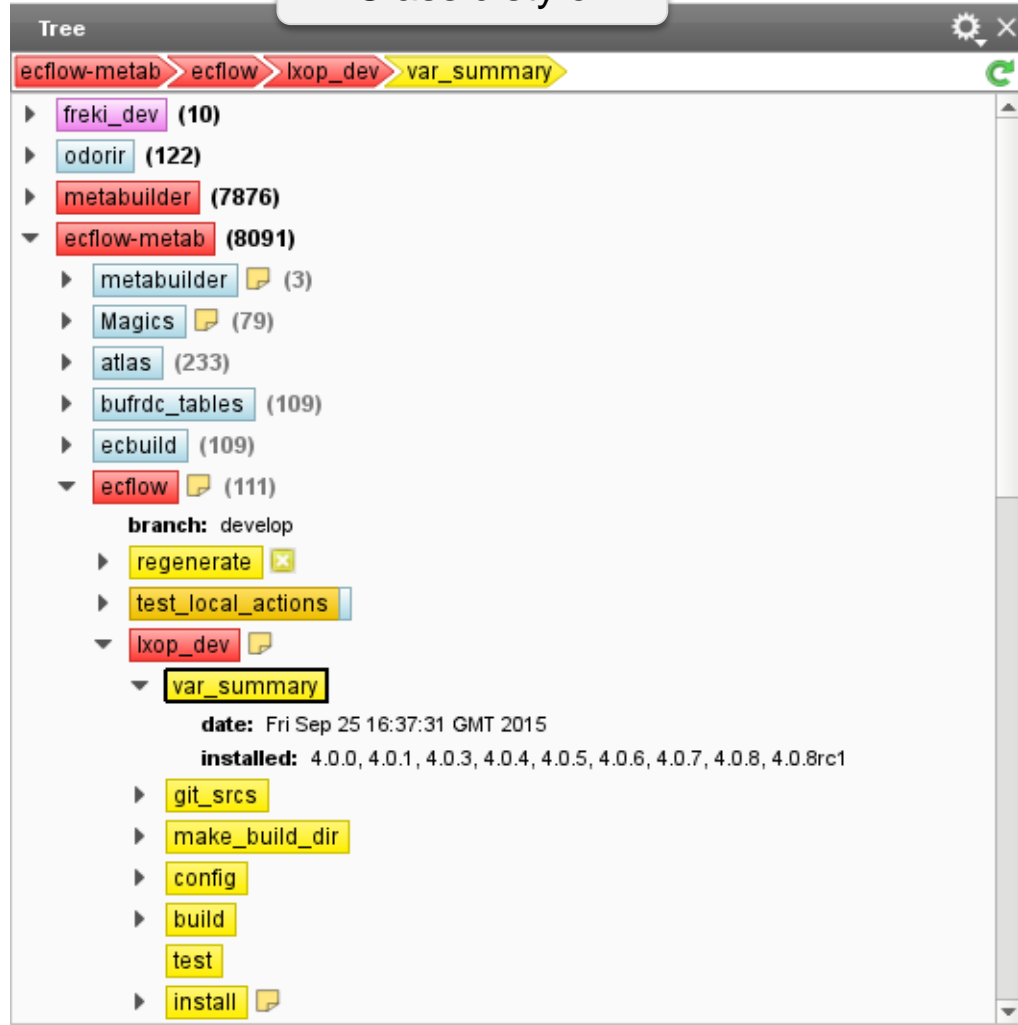 Tree
ecflow-metab ecflow lxop_dev var_summary
freki_dev (10)
odorir (122)
metabuilder (7876)
ecflow-metab (8091)
metabuilder (3)
Magics (79)
atlas (233)
bufrdc_tables (109)
ecbuild (109)
ecflow (111)
branch: develop
regenerate
test_local_actions
lxop_dev
var_summary
date: Fri Sep 25 16:37:31 GMT 2015
installed: 4.0.0, 4.0.1, 4.0.3, 4.0.4, 4.0.5, 4.0.6, 4.0.7, 4.0.8, 4.0.8rc1
git_srcs
make_build_dir
config
build
test
install